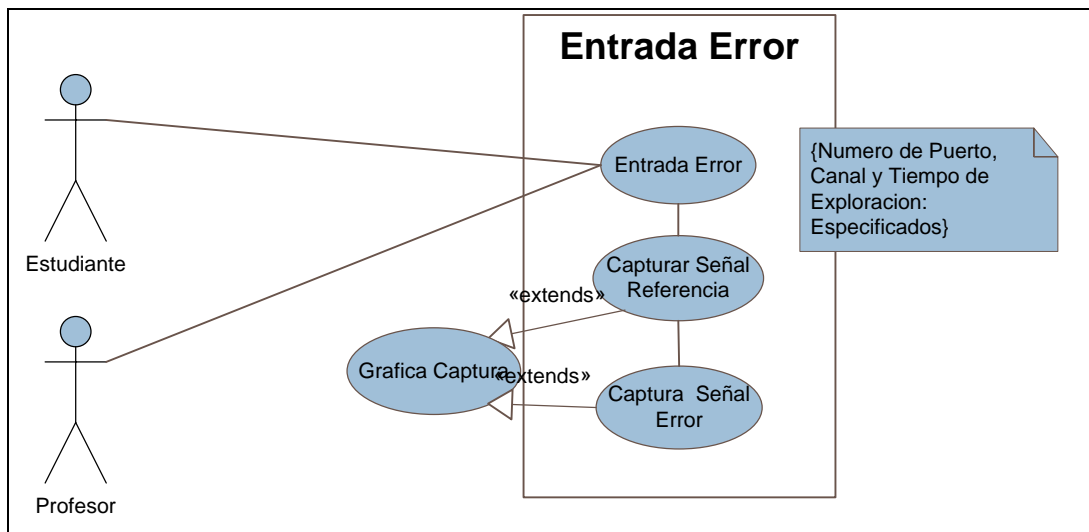 Entrada Error
Entrada Error
{Numero de Puerto,
Canal y Tiempo de
Exploracion:
Especificados}
Estudiante
Capturar Señal
Referencia
«extends»
Grafica Captura
«extends»
Captura  Señal
Error
Profesor